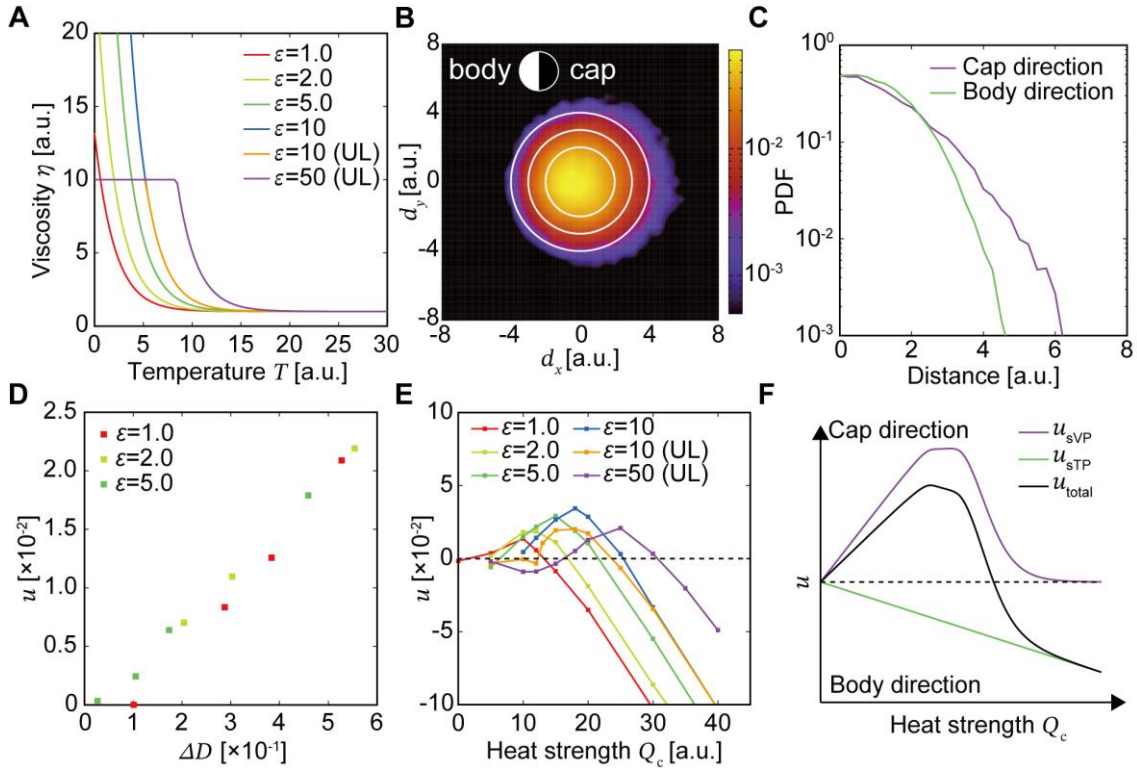 A
20
15
10
5
0
0 5 10 15 20 25 30
Viscosity η [a.u.]
Temperature T [a.u.]
ε=1.0
ε=2.0
ε=5.0
ε=10
ε=10 (UL)
ε=50 (UL)
B
8
4
0
-4
-8
-8 -4 0 4 8
d_y [a.u.]
d_x [a.u.]
body cap
10⁻²
10⁻³
C
10⁰
10⁻¹
10⁻²
10⁻³
0 2 4 6 8
PDF
Distance [a.u.]
Cap direction
Body direction
D
2.5
2.0
1.5
1.0
0.5
0
0 1 2 3 4 5 6
u [×10⁻²]
ΔD [×10⁻¹]
ε=1.0
ε=2.0
ε=5.0
E
10
5
0
-5
-10
0 10 20 30 40
u [×10⁻²]
Heat strength Q_c [a.u.]
ε=1.0 ε=10
ε=2.0 ε=10 (UL)
ε=5.0 ε=50 (UL)
F
Cap direction
u_sVP
u_sTP
u_total
u
Body direction
Heat strength Q_c